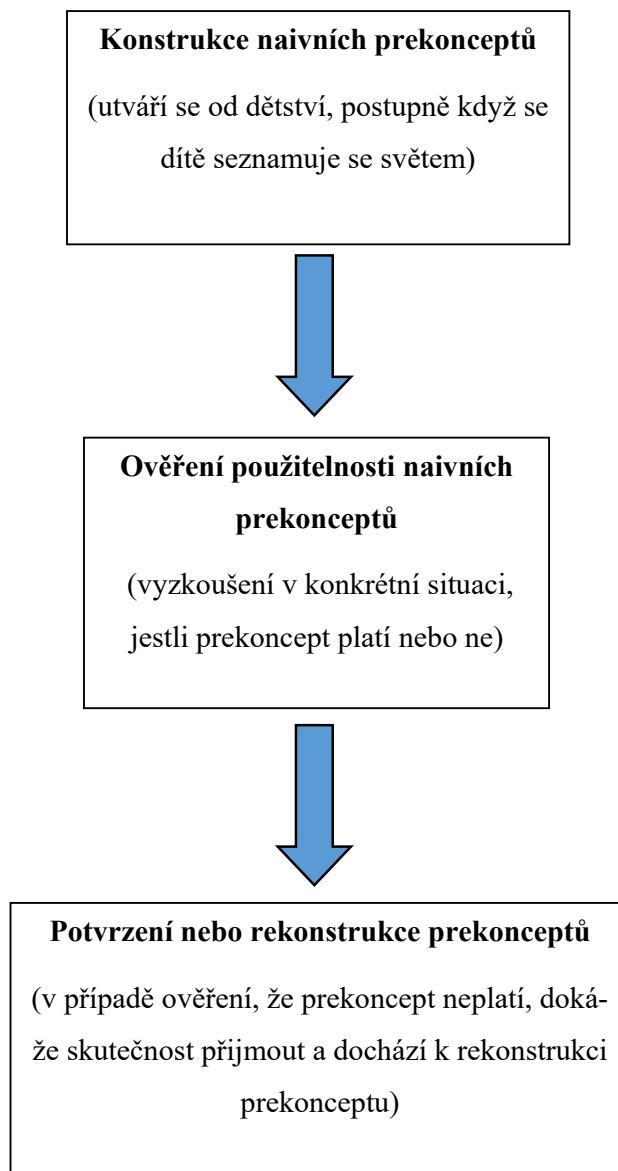 Konstrukce naivních prekonceptů
(utváří se od dětství, postupně když se
dítě seznamuje se světem)
Ověření použitelnosti naivních
prekonceptů
(vyzkoušení v konkrétní situaci,
jestli prekoncept platí nebo ne)
Potvrzení nebo rekonstrukce prekonceptů
(v případě ověření, že prekoncept neplatí, doká-
že skutečnost přijmout a dochází k rekonstrukci
prekonceptu)